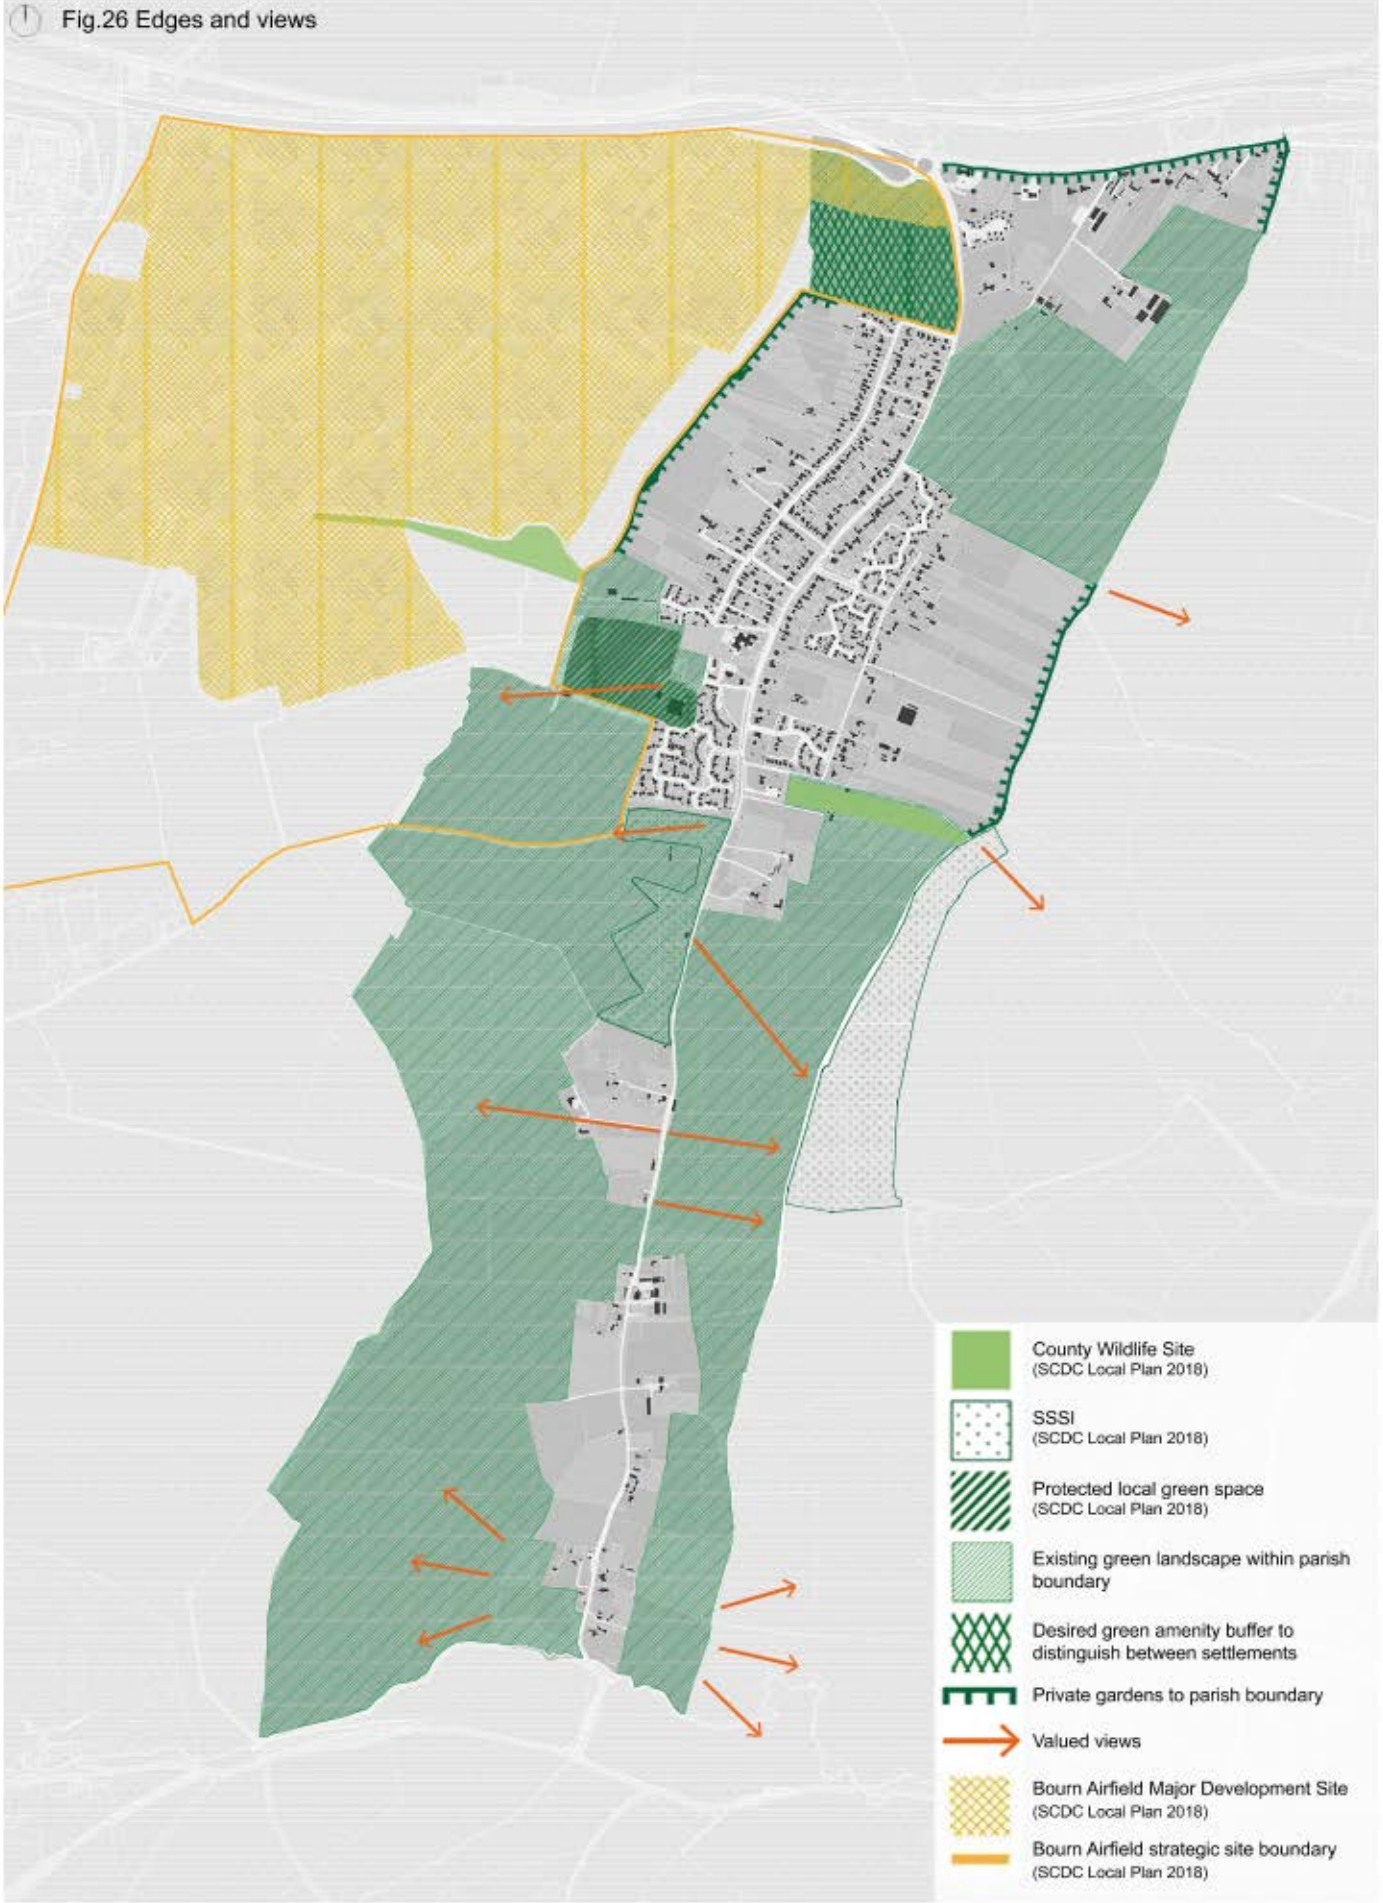 Fig.26 Edges and views
County Wildlife Site
(SCDC Local Plan 2018)
SSSI
(SCDC Local Plan 2018)
Protected local green space
(SCDC Local Plan 2018)
Existing green landscape within parish
boundary
Desired green amenity buffer to
distinguish between settlements
Private gardens to parish boundary
Valued views
Bourn Airfield Major Development Site
(SCDC Local Plan 2018)
Bourn Airfield strategic site boundary
(SCDC Local Plan 2018)